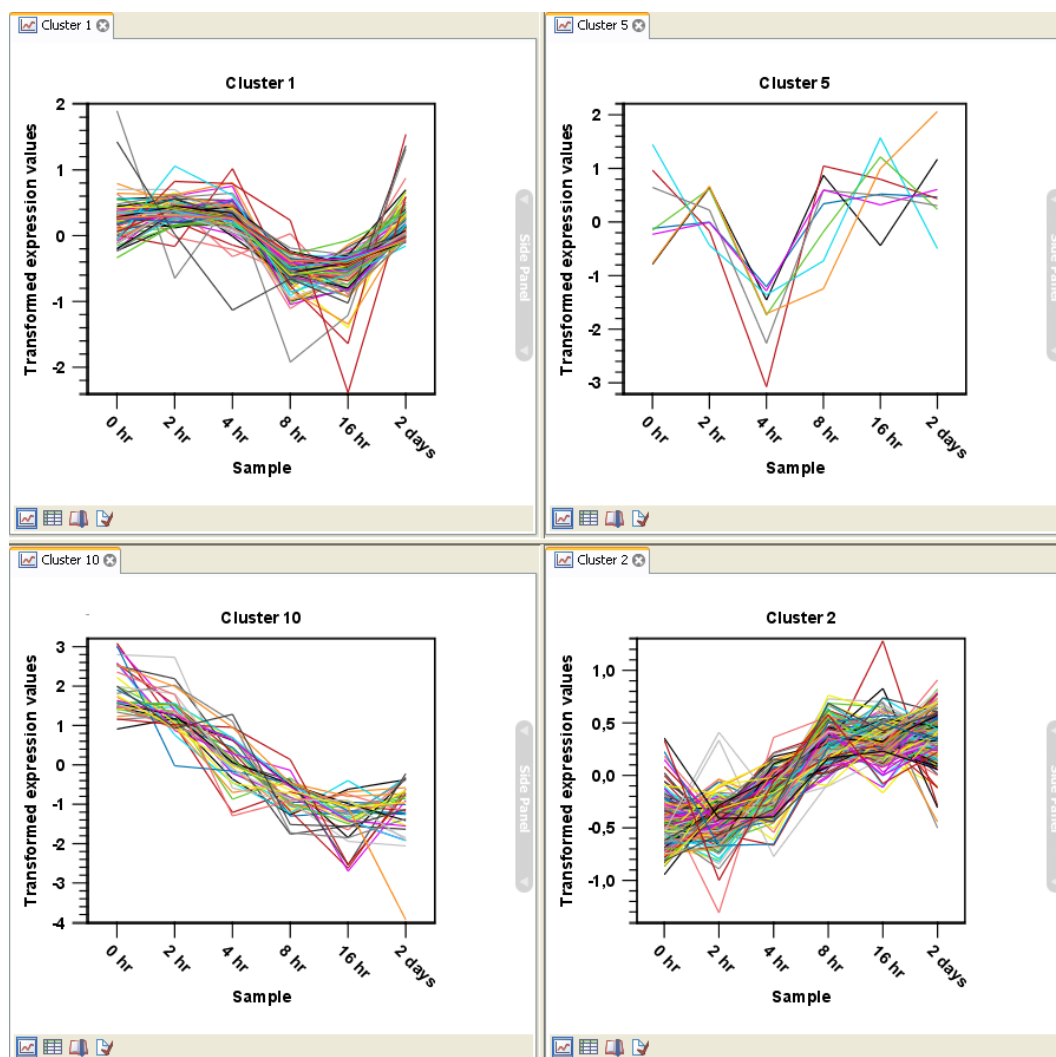 Cluster 1
Cluster 1
Transformed expression values
2
1
0
-1
-2
0 hr
2 hr
4 hr
8 hr
16 hr
2 days
Sample
Side Panel
Cluster 5
Cluster 5
Transformed expression values
2
1
0
-1
-2
-3
0 hr
2 hr
4 hr
8 hr
16 hr
2 days
Sample
Side Panel
Cluster 10
Cluster 10
Transformed expression values
3
2
1
0
-1
-2
-3
-4
0 hr
2 hr
4 hr
8 hr
16 hr
2 days
Sample
Side Panel
Cluster 2
Cluster 2
Transformed expression values
1,0
0,5
0,0
-0,5
-1,0
0 hr
2 hr
4 hr
8 hr
16 hr
2 days
Sample
Side Panel